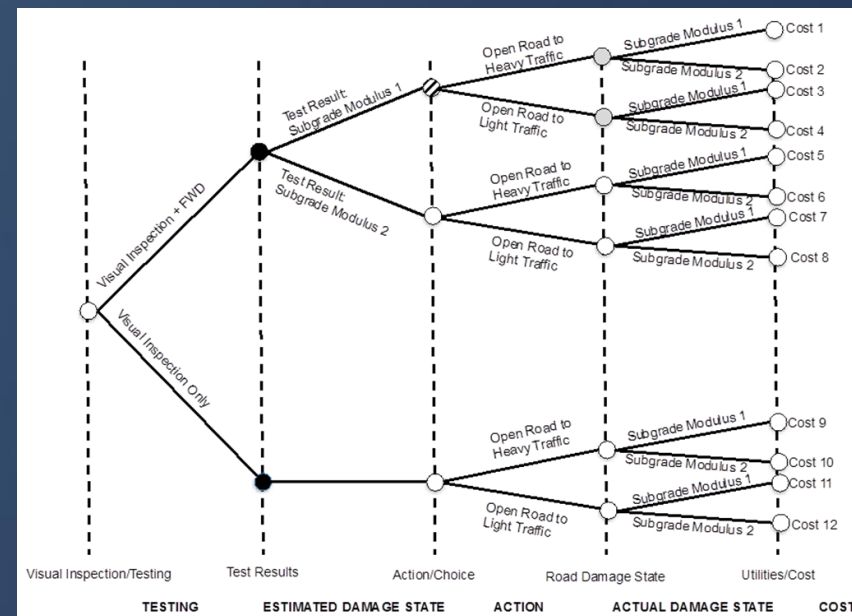 Open Road to
Heavy Traffic
Subgrade Modulus 1
Cost 1
Subgrade Modulus 2
Cost 2
Test Result:
Subgrade Modulus 1
Open Road to
Light Traffic
Subgrade Modulus 1
Cost 3
Subgrade Modulus 2
Cost 4
Visual Inspection + FWD
Test Result:
Subgrade Modulus 2
Open Road to
Heavy Traffic
Subgrade Modulus 1
Cost 5
Subgrade Modulus 2
Cost 6
Open Road to
Light Traffic
Subgrade Modulus 1
Cost 7
Subgrade Modulus 2
Cost 8
Visual Inspection Only
Open Road to
Heavy Traffic
Subgrade Modulus 1
Cost 9
Subgrade Modulus 2
Cost 10
Open Road to
Light Traffic
Subgrade Modulus 1
Cost 11
Subgrade Modulus 2
Cost 12
Visual Inspection/Testing
Test Results
Action/Choice
Road Damage State
Utilities/Cost
TESTING
ESTIMATED DAMAGE STATE
ACTION
ACTUAL DAMAGE STATE
COST